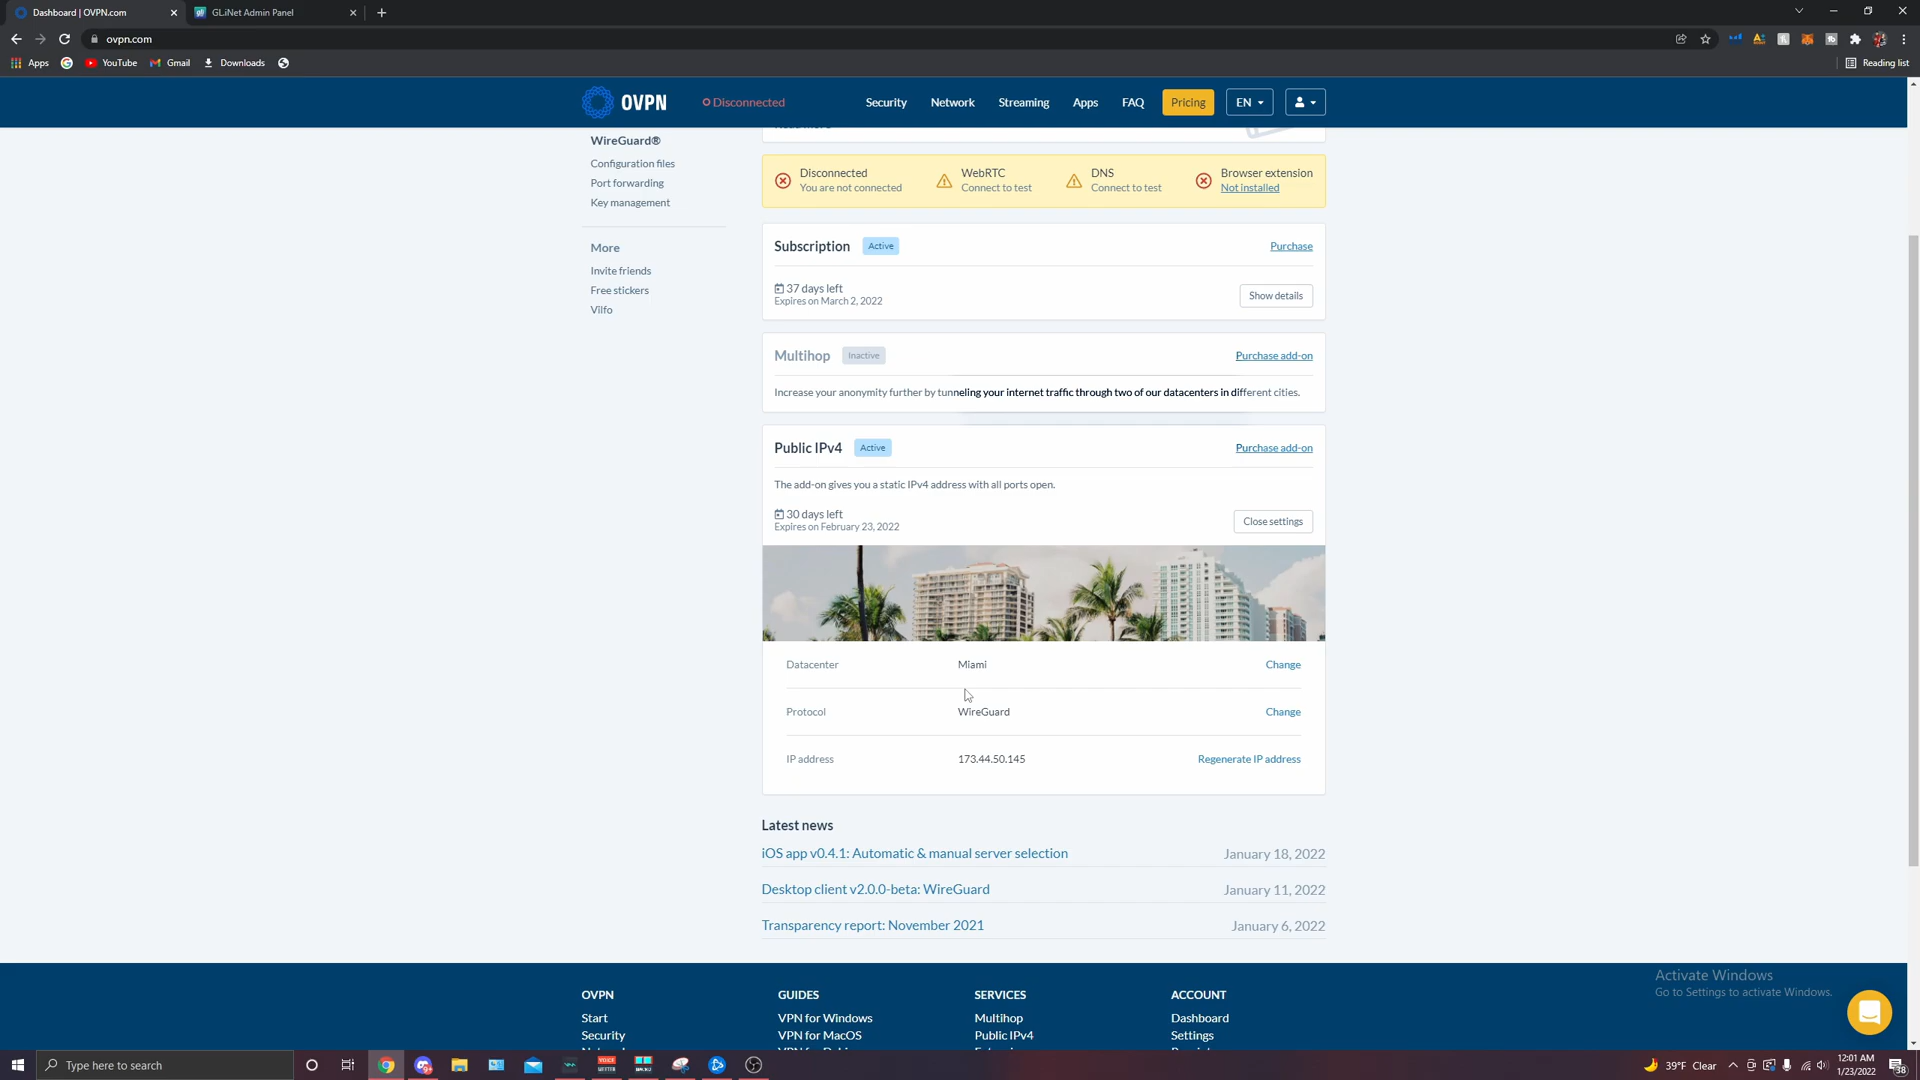 Dashboard | OVPN.com
GL.iNet Admin Panel
ovpn.com
Apps
YouTube
Gmail
Downloads
Reading list
OVPN
Disconnected
Security
Network
Streaming
Apps
FAQ
Pricing
EN
WireGuard®
Configuration files
Port forwarding
Key management
More
Invite friends
Free stickers
Vilfo
Disconnected
You are not connected
WebRTC
Connect to test
DNS
Connect to test
Browser extension
Not installed
Subscription Active Purchase
37 days left
Expires on March 2, 2022
Show details
Multihop Inactive Purchase add-on
Increase your anonymity further by tunneling your internet traffic through two of our datacenters in different cities.
Public IPv4 Active Purchase add-on
The add-on gives you a static IPv4 address with all ports open.
30 days left
Expires on February 23, 2022
Close settings
Datacenter Miami Change
Protocol WireGuard Change
IP address 173.44.50.145 Regenerate IP address
Latest news
iOS app v0.4.1: Automatic & manual server selection January 18, 2022
Desktop client v2.0.0-beta: WireGuard January 11, 2022
Transparency report: November 2021 January 6, 2022
OVPN
Start
Security
GUIDES
VPN for Windows
VPN for MacOS
SERVICES
Multihop
Public IPv4
ACCOUNT
Dashboard
Settings
Activate Windows
Go to Settings to activate Windows.
Type here to search
39°F Clear
12:01 AM
1/23/2022
38